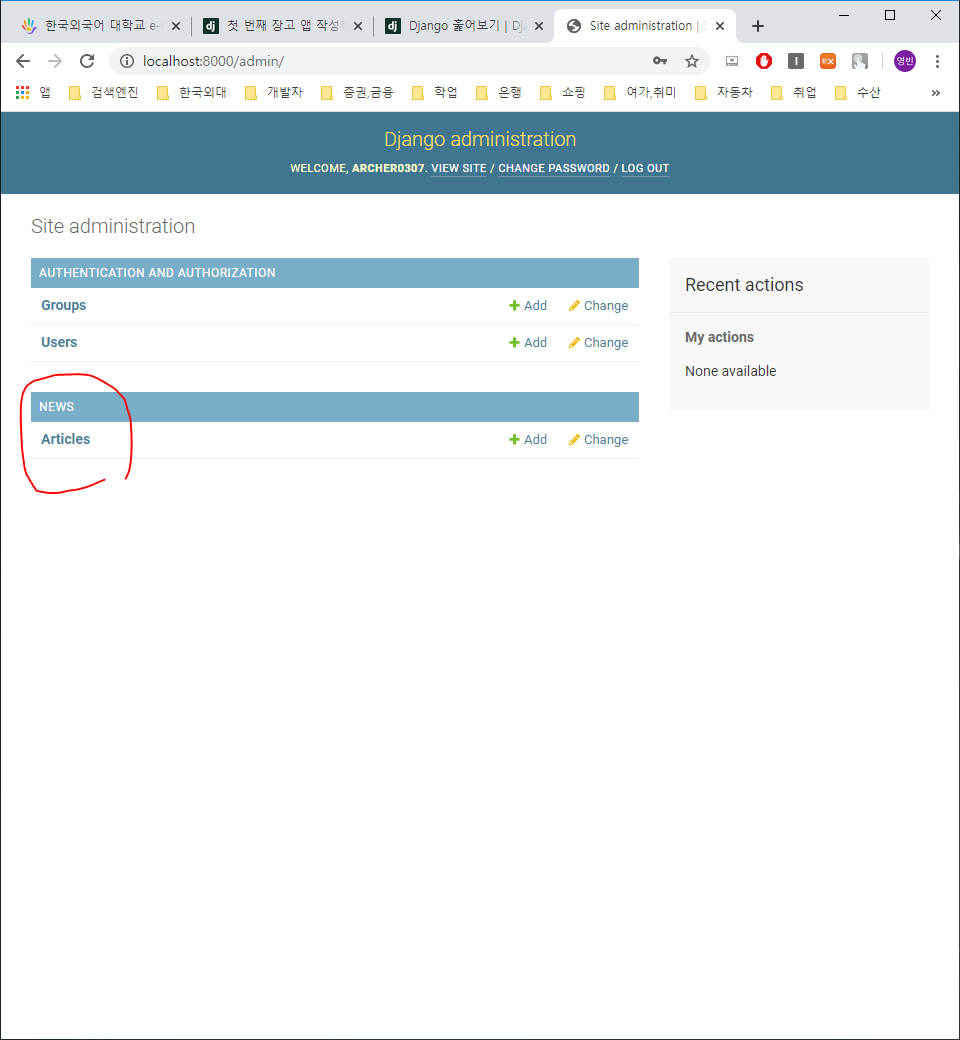 한국외국어 대학교 e-
첫 번째 장고 앱 작성
Django 훑어보기 | Dj
Site administration |
localhost:8000/admin/
영빈
앱 검색엔진 한국외대 개발자 증권,금융 학업 은행 쇼핑 여가,취미 자동차 취업 수산 »
Django administration
WELCOME, ARCHER0307. VIEW SITE / CHANGE PASSWORD / LOG OUT
Site administration
AUTHENTICATION AND AUTHORIZATION
Groups Add Change
Users Add Change
NEWS
Articles Add Change
Recent actions
My actions
None available